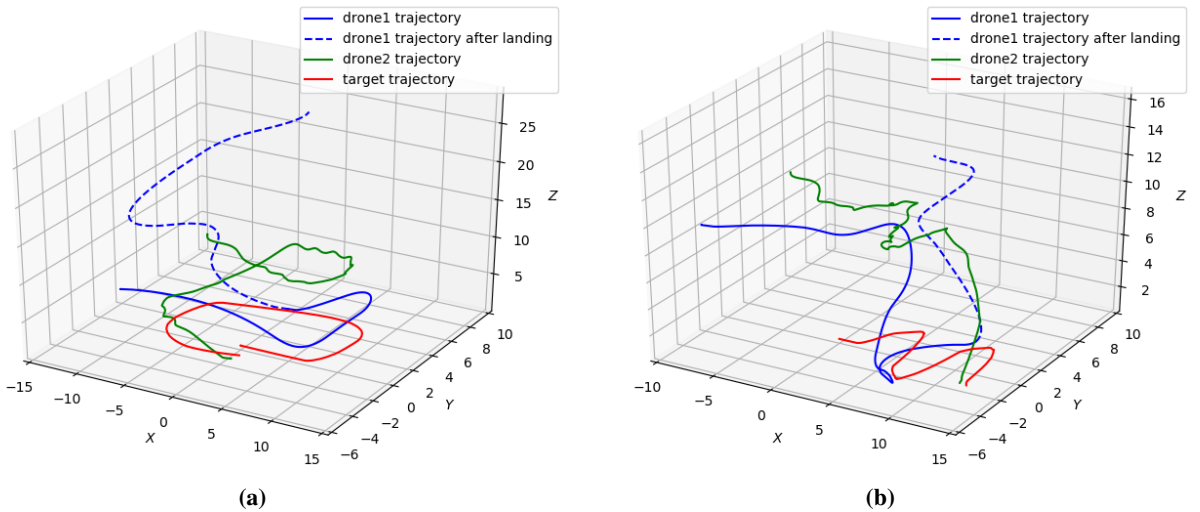 drone1 trajectory
drone1 trajectory after landing
drone2 trajectory
target trajectory
25
20
15
10
5
Z
10
8
6
4
2
0
−2
−4
−6
Y
−15
−10
−5
0
5
10
15
X
(a)
drone1 trajectory
drone1 trajectory after landing
drone2 trajectory
target trajectory
16
14
12
10
8
6
4
2
Z
10
8
6
4
2
0
−2
−4
−6
Y
−10
−5
0
5
10
15
X
(b)